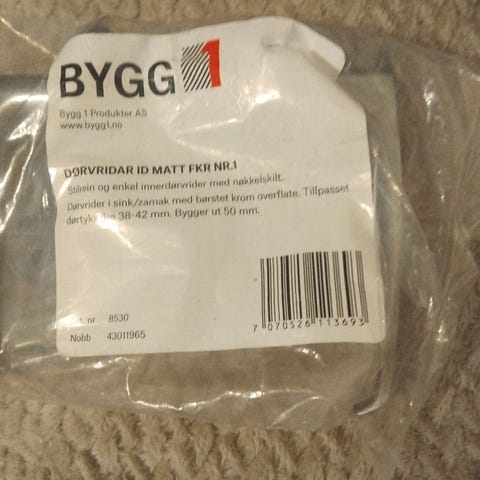 BYGG 1
Bygg 1 Produkter AS
www.bygg1.no
DØRVRIDAR ID MATT FKR NR.1
Stilrein og enkel innerdørvrider med nøkkelskilt.
Dørvrider i sink/zamak med børstet krom overflate. Tillpasset
38-42 mm. Bygger ut 50 mm.
nr 8530
Nobb 43011965
7 070526 113693